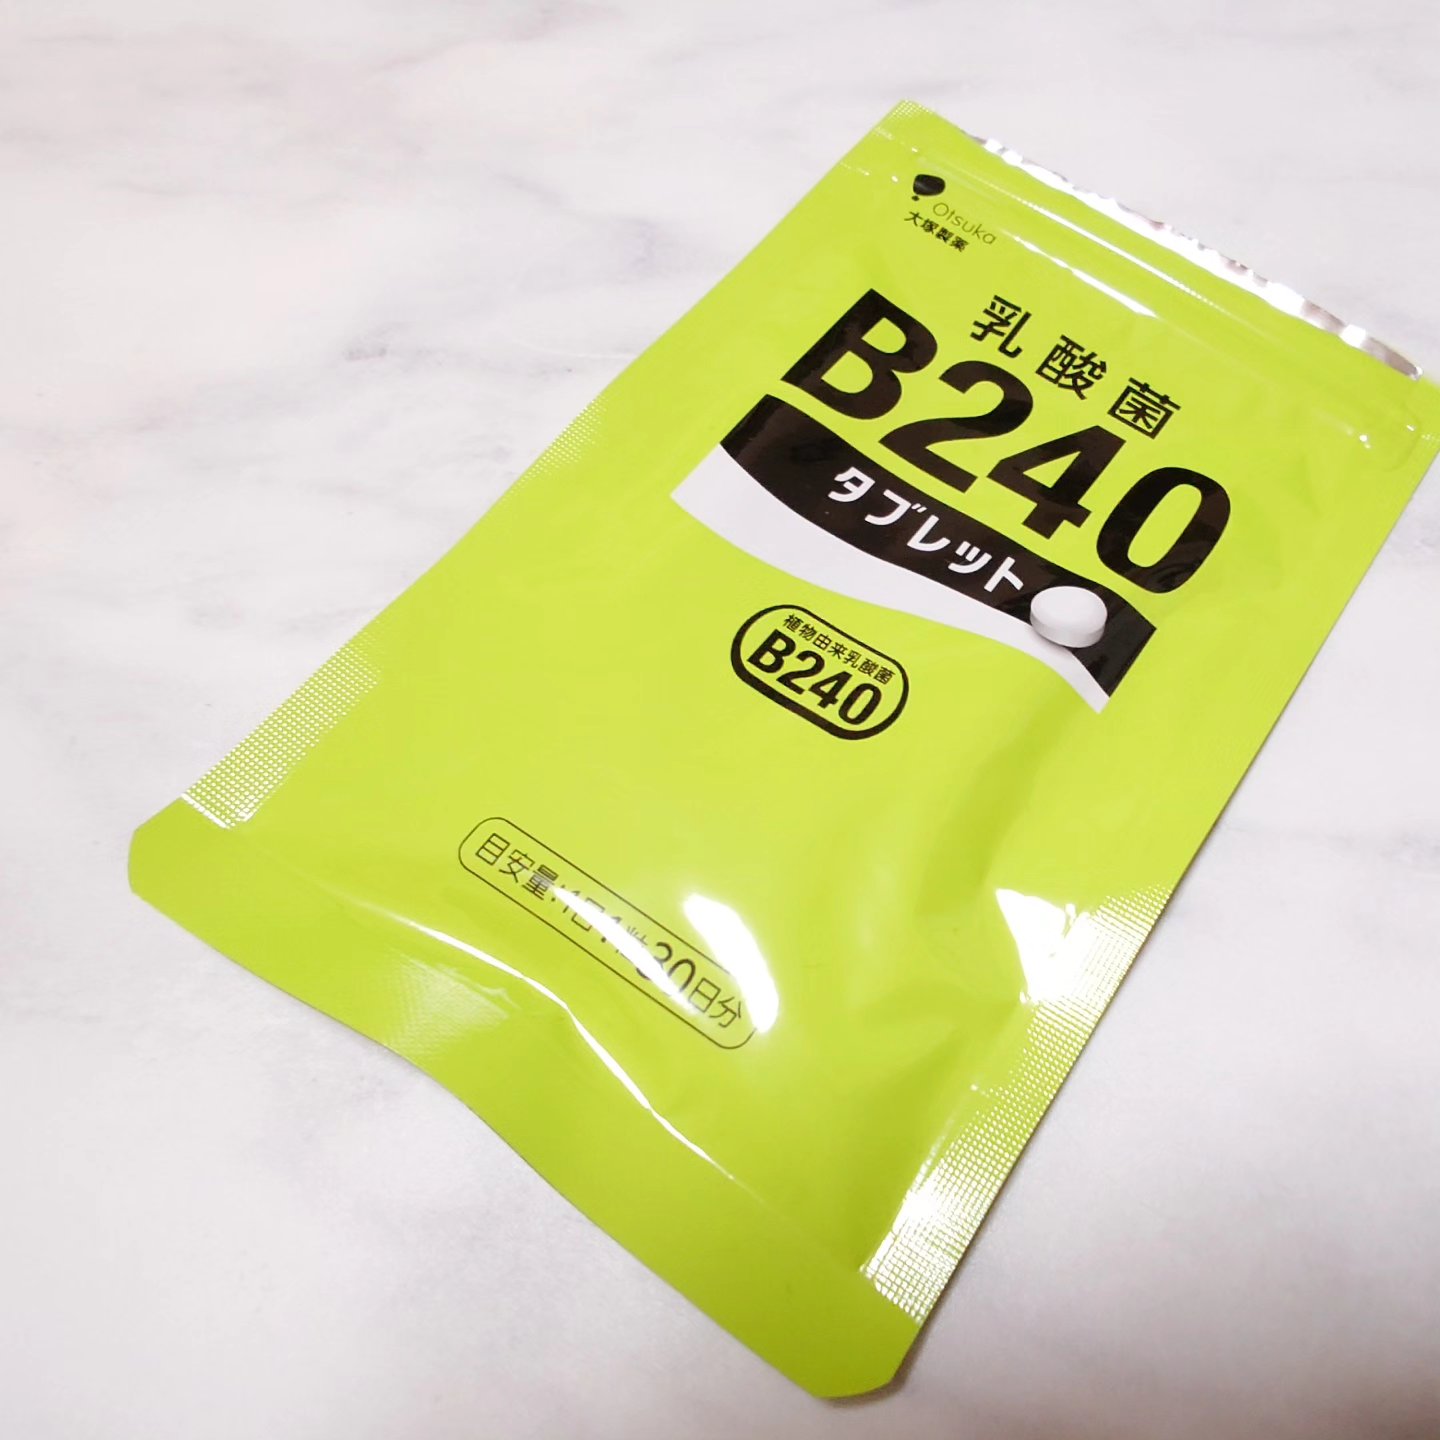 Otsuka
大塚製薬
乳酸菌
B240
タブレット
植物由来乳酸菌
B240
目安量:1日1粒30日分